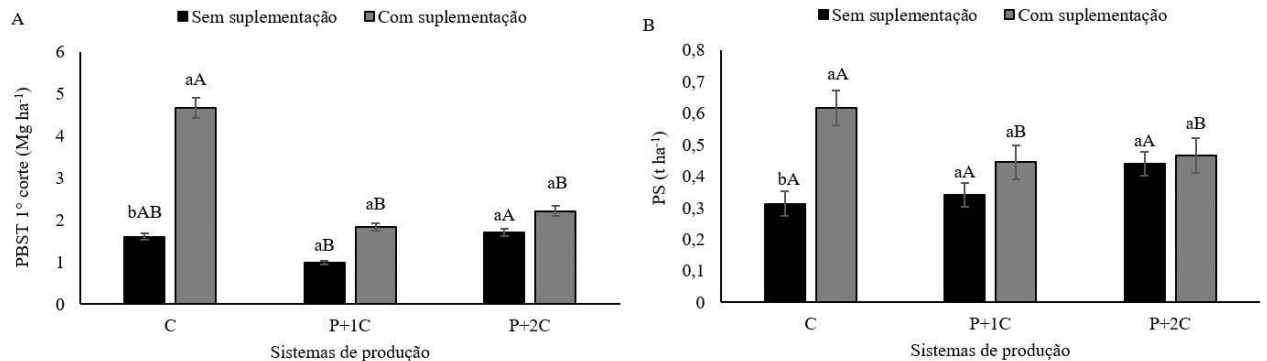 A
Sem suplementação Com suplementação
PBST 1° corte (Mg ha⁻¹)
6
5
4
3
2
1
0
bAB
aA
aB
aB
aA
aB
C P+1C P+2C
Sistemas de produção
B
Sem suplementação Com suplementação
PS (t ha⁻¹)
0,8
0,7
0,6
0,5
0,4
0,3
0,2
0,1
0
bA
aA
aA
aB
aA
aB
C P+1C P+2C
Sistemas de produção